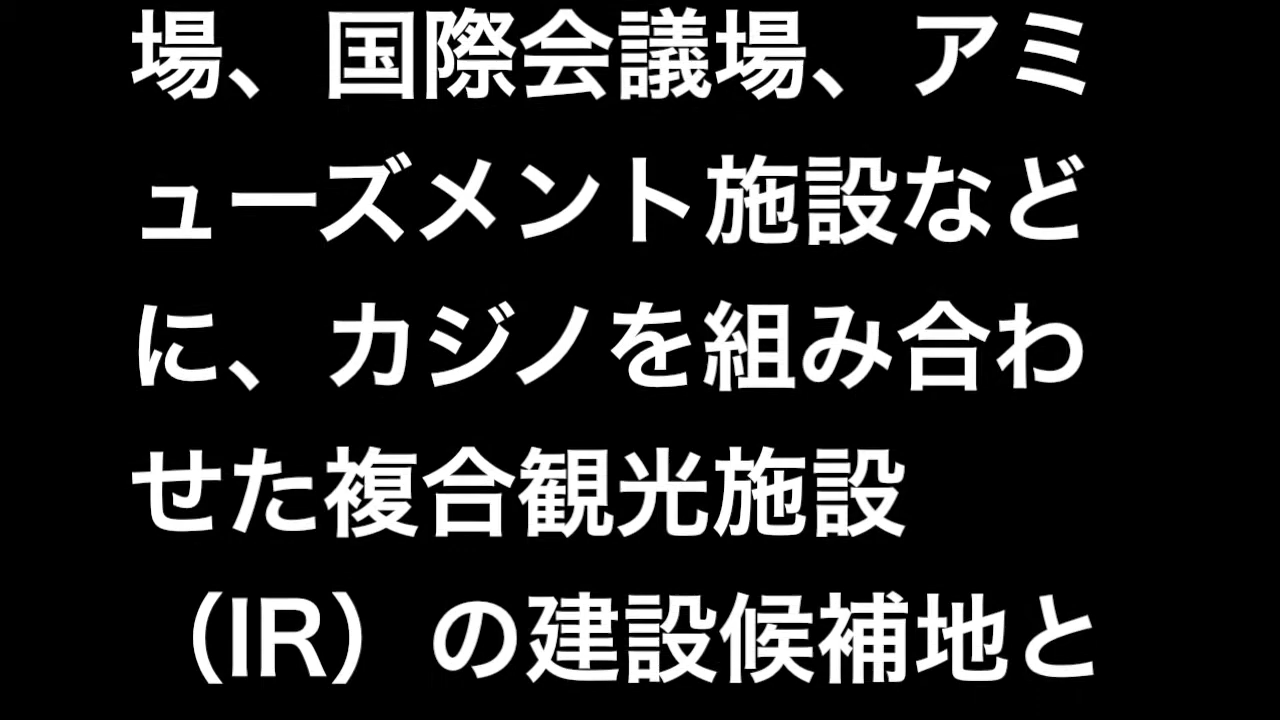 場、国際会議場、アミ
ューズメント施設など
に、カジノを組み合わ
せた複合観光施設
（IR）の建設候補地と